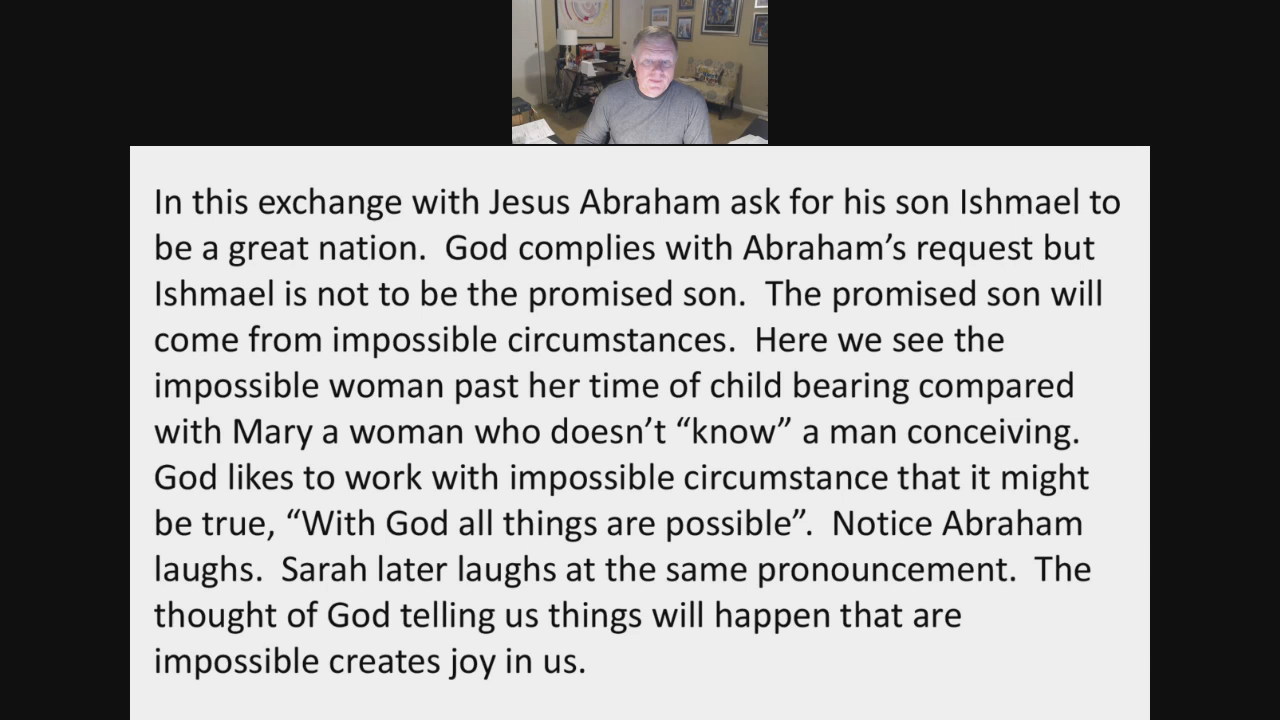 In this exchange with Jesus Abraham ask for his son Ishmael to
be a great nation.  God complies with Abraham’s request but
Ishmael is not to be the promised son.  The promised son will
come from impossible circumstances.  Here we see the
impossible woman past her time of child bearing compared
with Mary a woman who doesn’t “know” a man conceiving.
God likes to work with impossible circumstance that it might
be true, “With God all things are possible”.  Notice Abraham
laughs.  Sarah later laughs at the same pronouncement.  The
thought of God telling us things will happen that are
impossible creates joy in us.